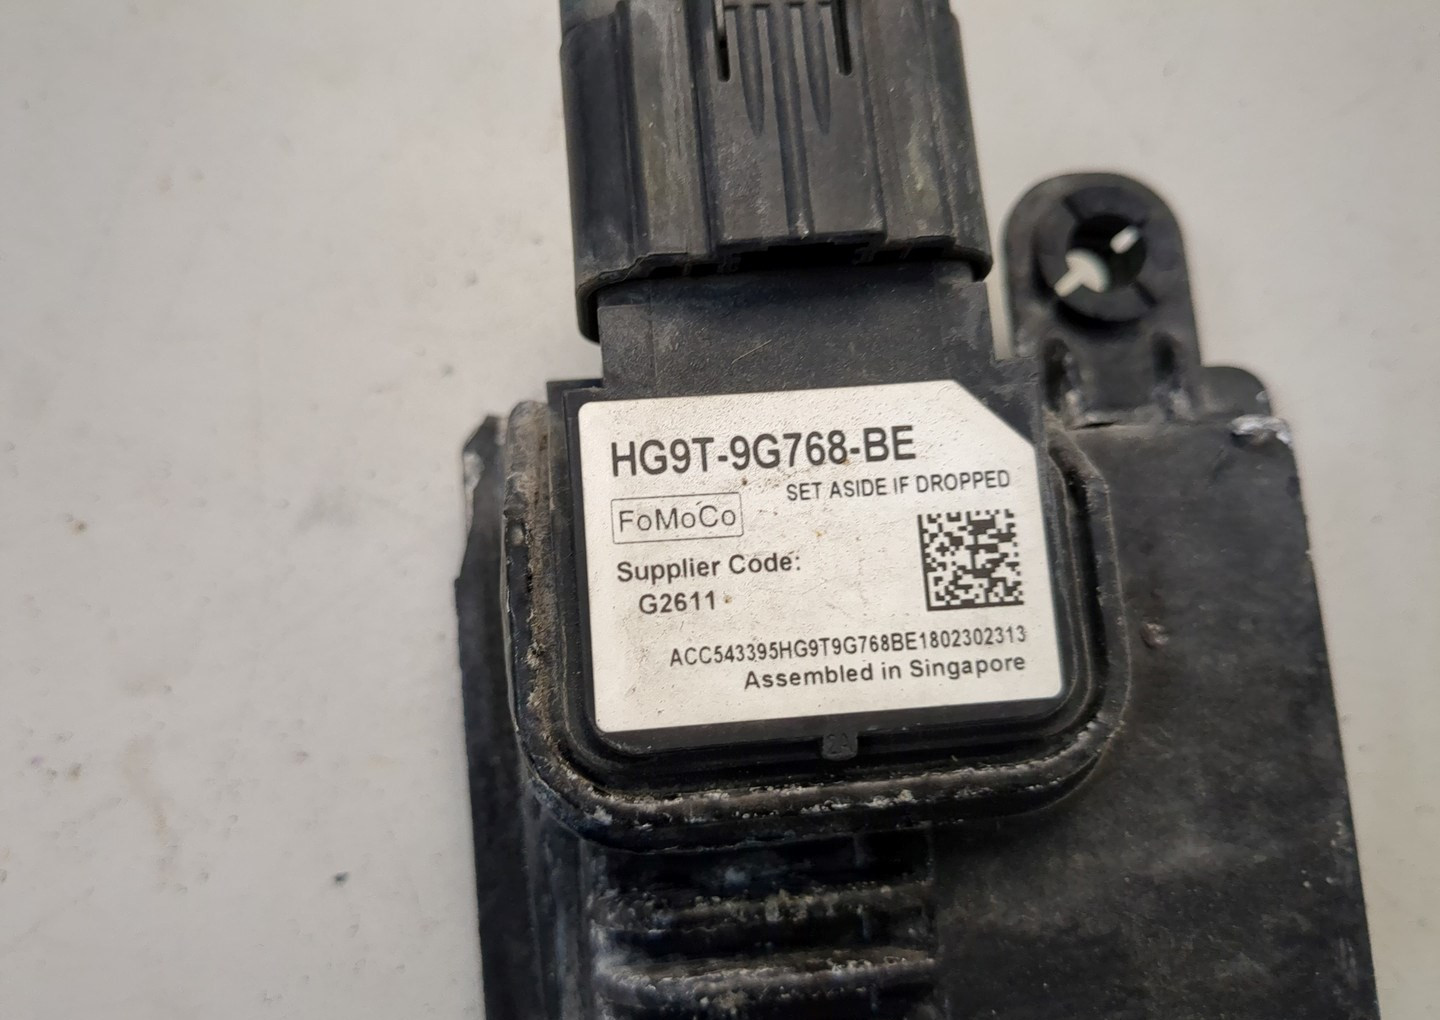 HG9T-9G768-BE
SET ASIDE IF DROPPED
FoMoCo
Supplier Code:
G2611
ACC543395HG9T9G768BE1802302313
Assembled in Singapore